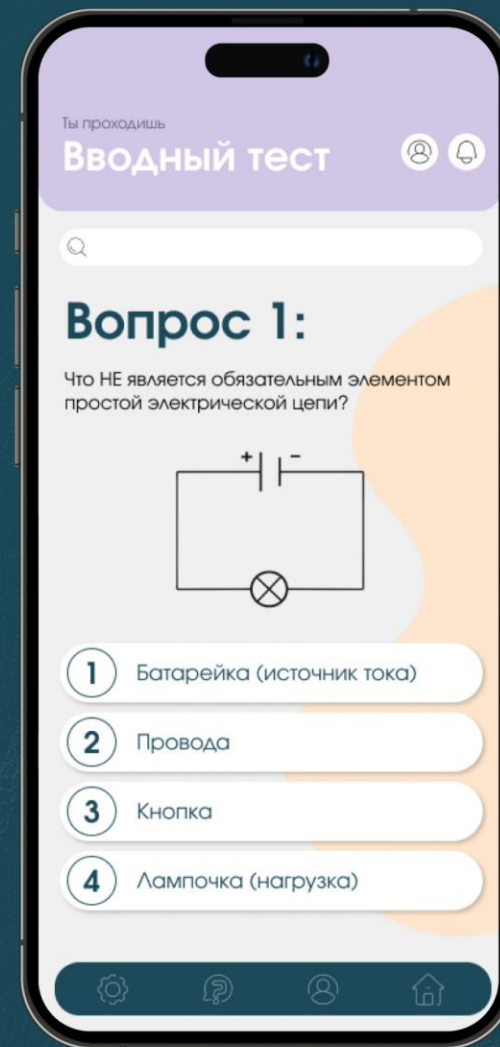 Ты проходишь
Вводный тест
Вопрос 1:
Что НЕ является обязательным элементом
простой электрической цепи?
+ −
1 Батарейка (источник тока)
2 Провода
3 Кнопка
4 Лампочка (нагрузка)